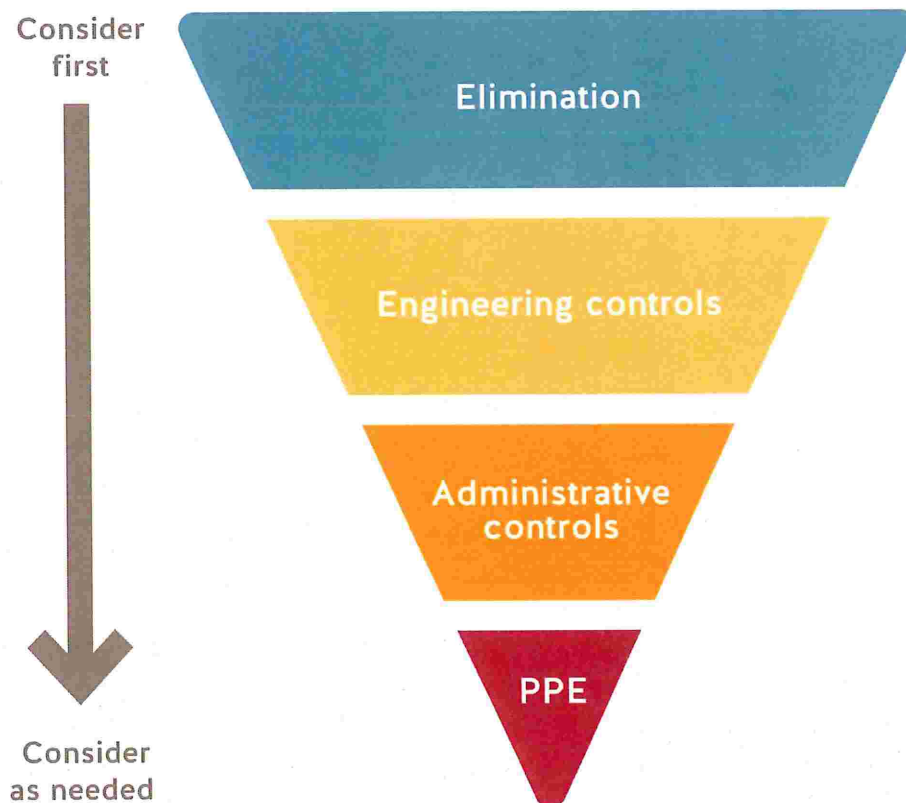 Consider
first
Elimination
Engineering controls
Administrative
controls
PPE
Consider
as needed